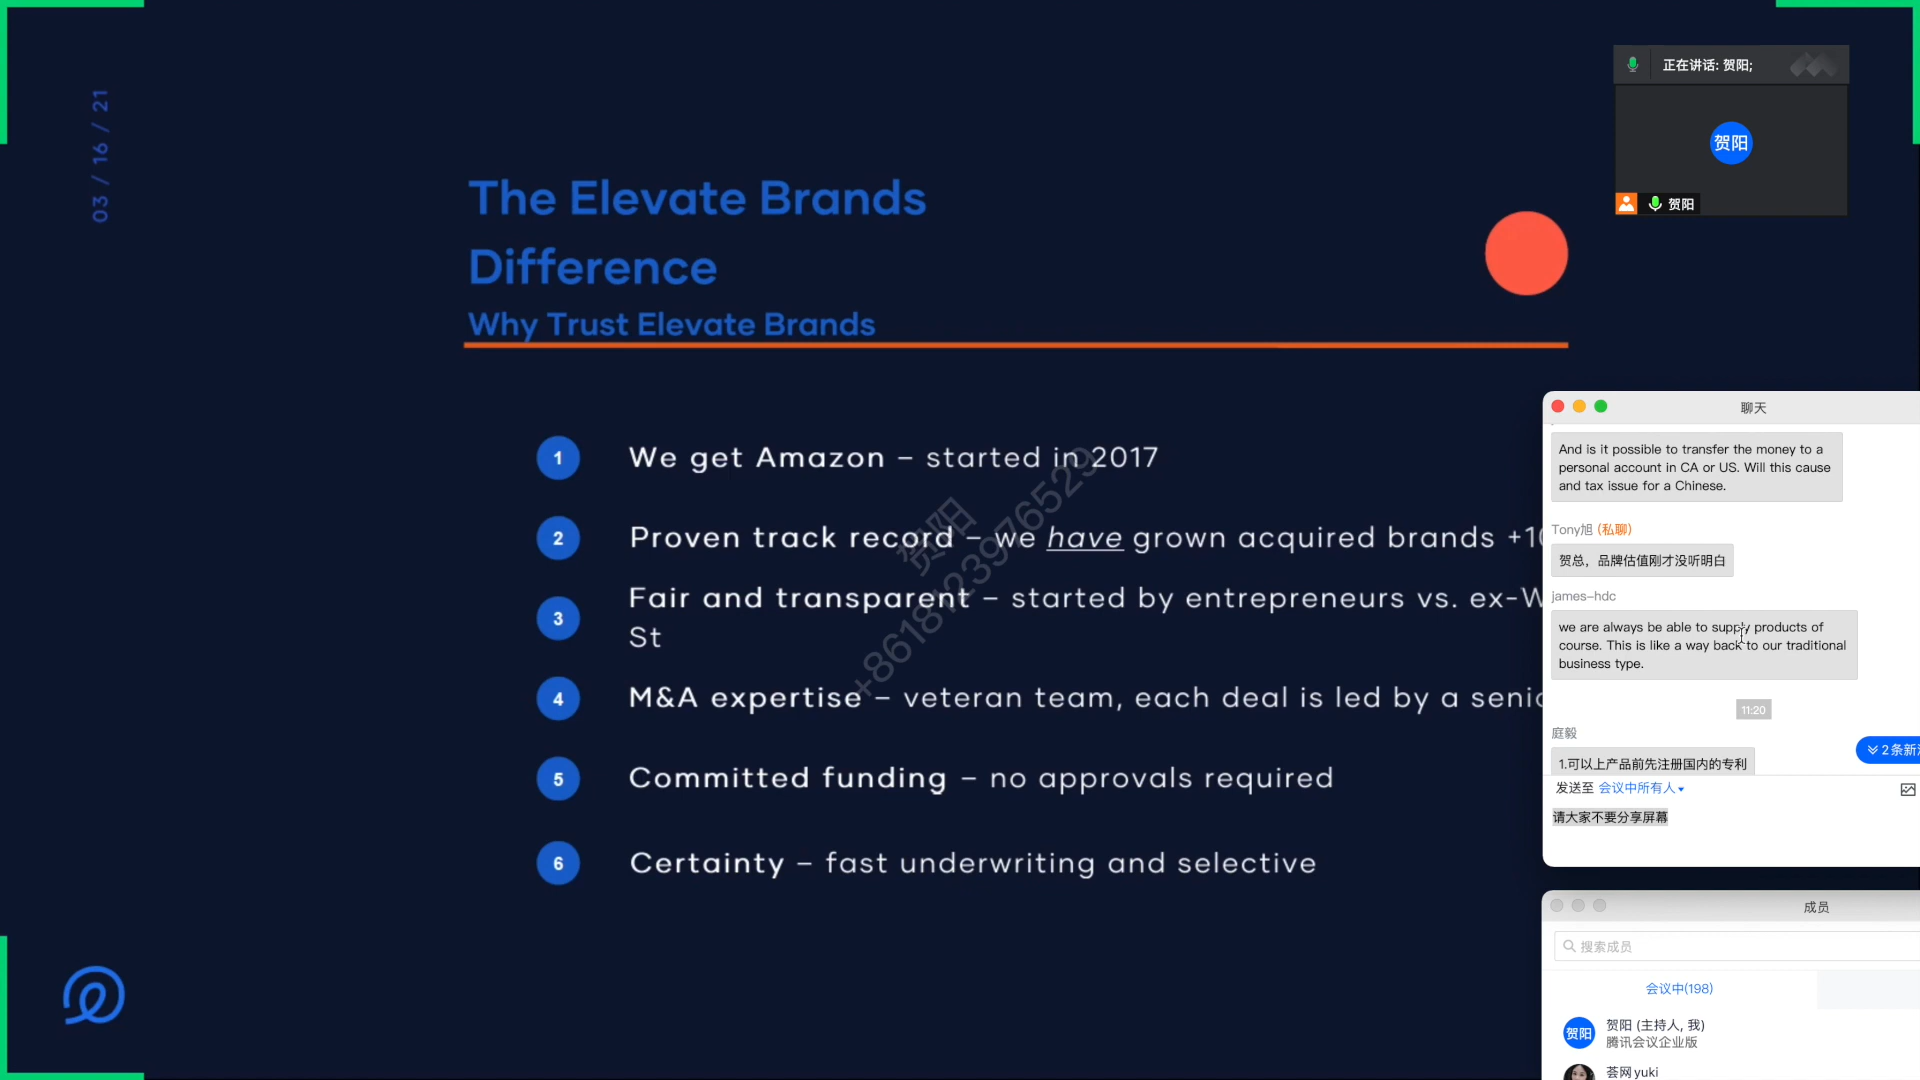 03 / 16 / 21
The Elevate Brands
Difference
Why Trust Elevate Brands
1
We get Amazon – started in 2017
2
Proven track record – we have grown acquired brands +10
3
Fair and transparent – started by entrepreneurs vs. ex-W
St
4
M&A expertise – veteran team, each deal is led by a senio
5
Committed funding – no approvals required
6
Certainty – fast underwriting and selective
贺阳
+8618123976529
正在讲话: 贺阳;
贺阳
贺阳
聊天
And is it possible to transfer the money to a
personal account in CA or US. Will this cause
and tax issue for a Chinese.
Tony旭 (私聊)
贺总，品牌估值刚才没听明白
james-hdc
we are always be able to supply products of
course. This is like a way back to our traditional
business type.
11:20
庭毅
2条新
1.可以上产品前先注册国内的专利
发送至 会议中所有人
请大家不要分享屏幕
成员
搜索成员
会议中(198)
贺阳
贺阳 (主持人, 我)
腾讯会议企业版
荟网yuki